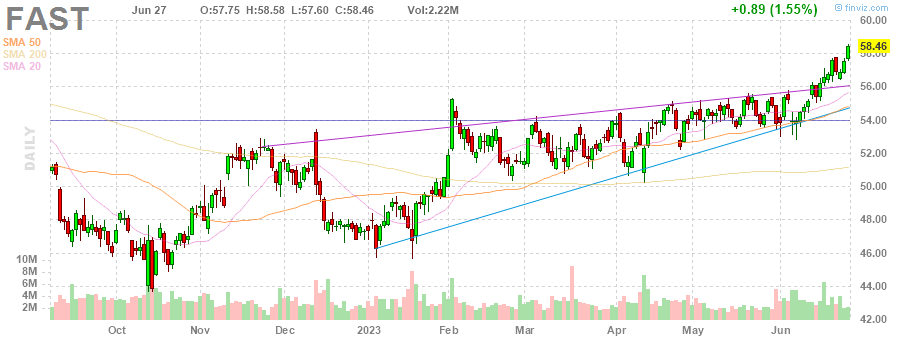 FAST Jun 27 O:57.75 H:58.58 L:57.60 C:58.46 Vol:2.22M +0.89 (1.55%) © finviz.com
SMA 50
SMA 200
SMA 20
DAILY
60.00
58.46
58.00
56.00
54.00
52.00
50.00
48.00
46.00
44.00
42.00
10M
8M
6M
4M
2M
Oct Nov Dec 2023 Feb Mar Apr May Jun